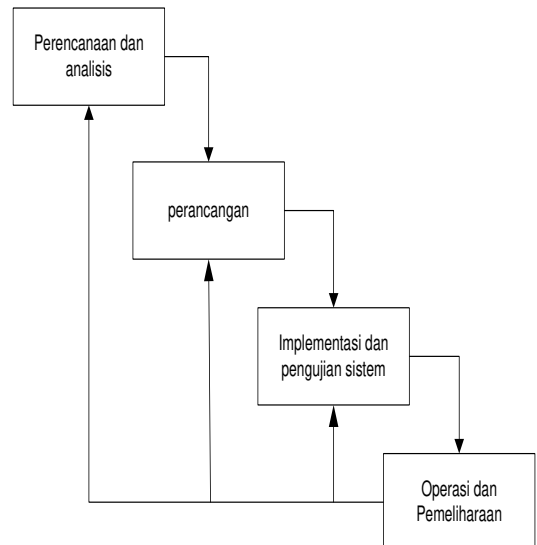 Perencanaan dan
analisis
perancangan
Implementasi dan
pengujian sistem
Operasi dan
Pemeliharaan